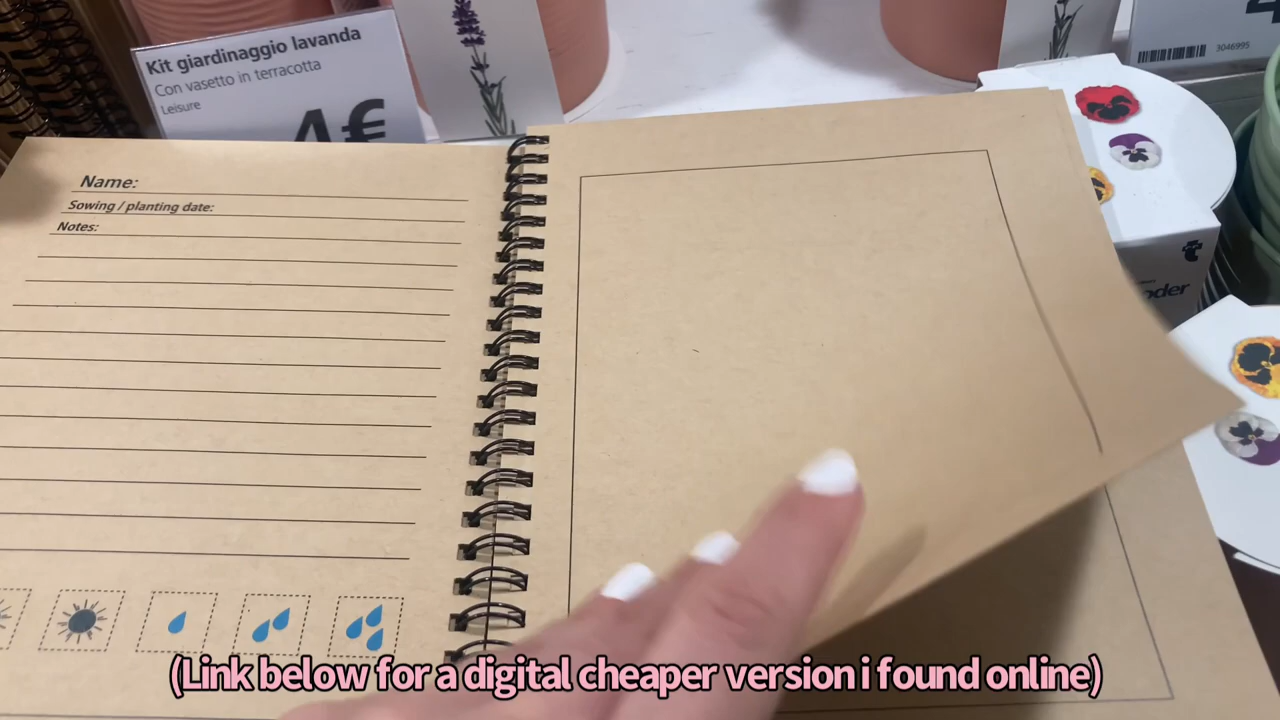 Kit giardinaggio lavanda
Con vasetto in terracotta
Leisure
4€
3046995
Name:
Sowing / planting date:
Notes:
(Link below for a digital cheaper version i found online)